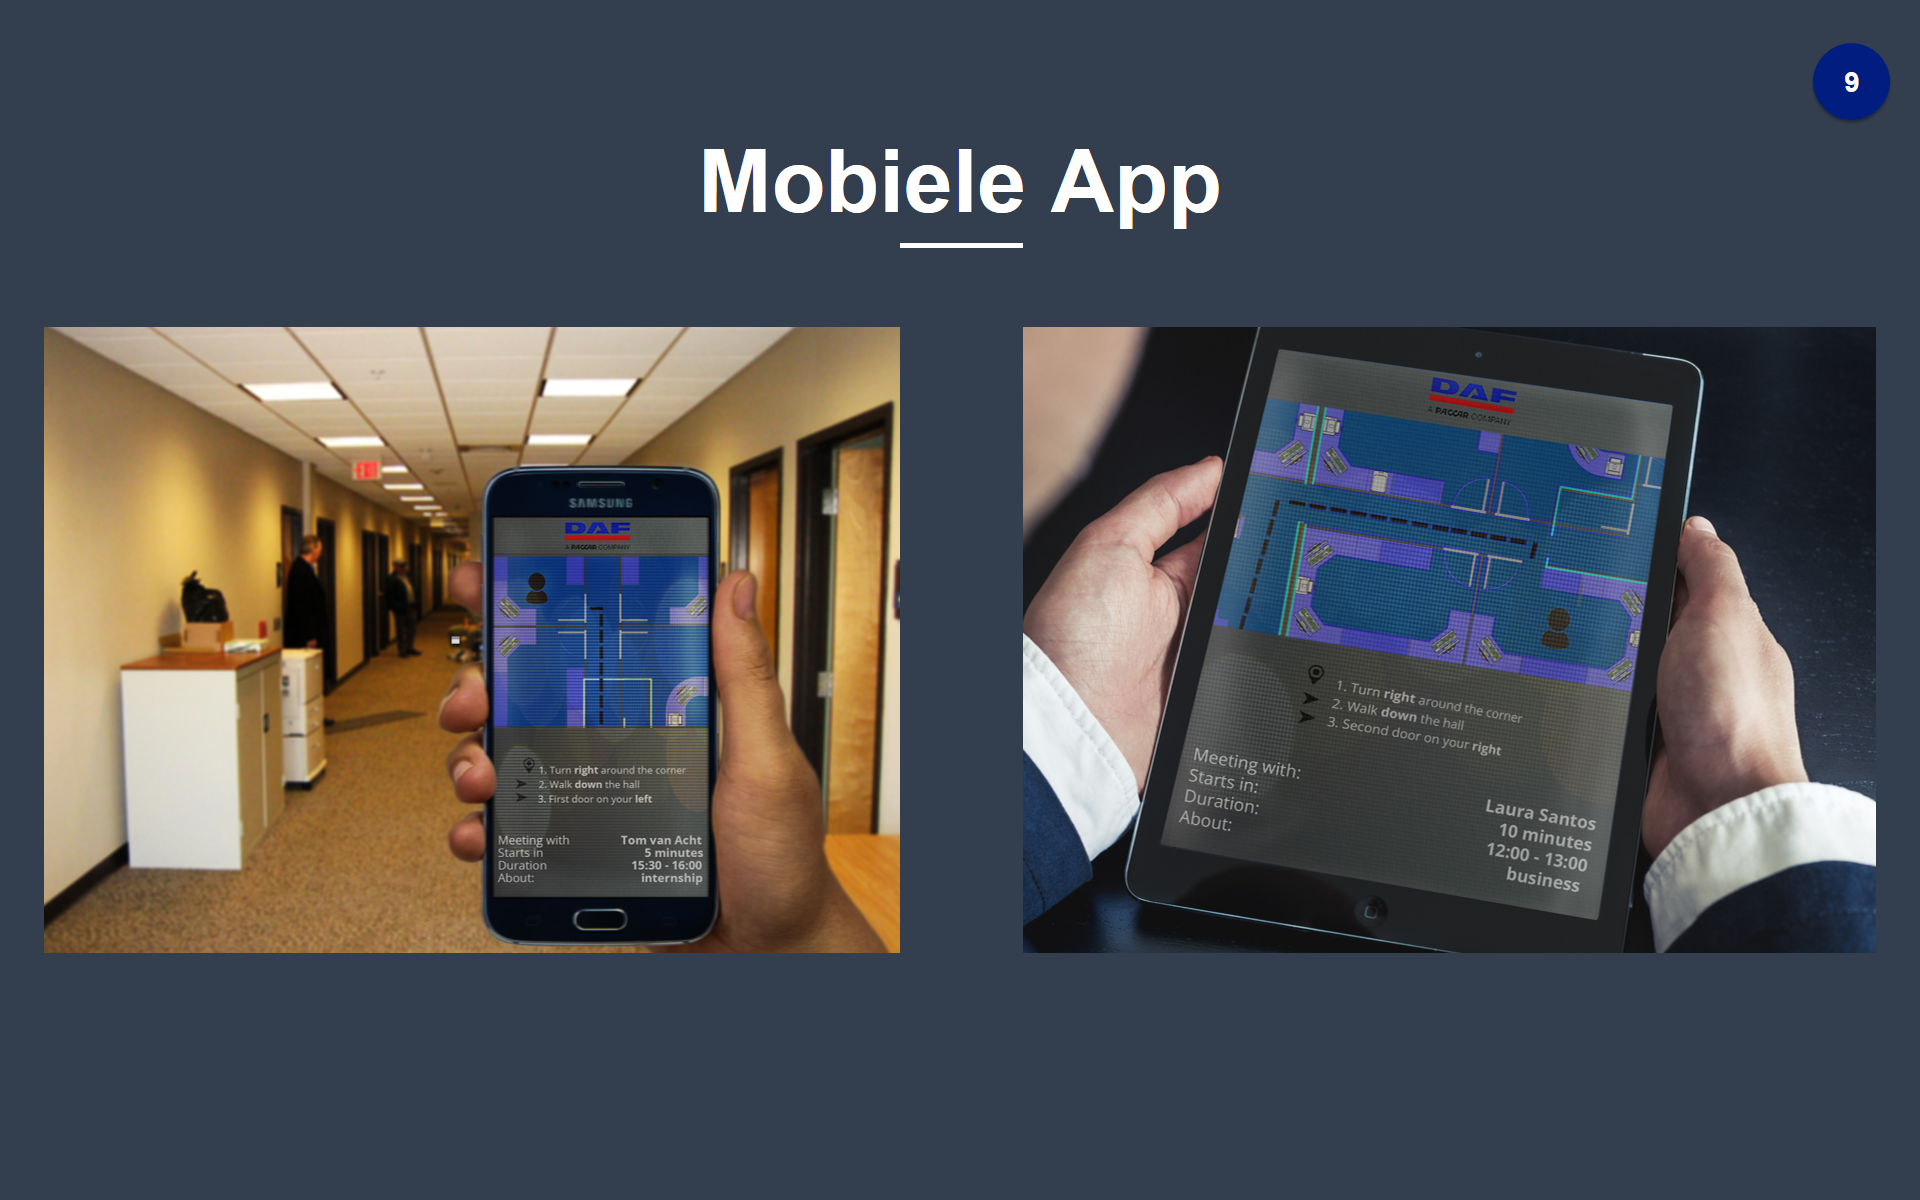 9
Mobiele App
SAMSUNG
DAF
A PACCAR COMPANY
1. Turn right around the corner
2. Walk down the hall
3. First door on your left
Meeting with Tom van Acht
Starts in 5 minutes
Duration 15:30 - 16:00
About: internship
DAF
A PACCAR COMPANY
1. Turn right around the corner
2. Walk down the hall
3. Second door on your right
Meeting with: Laura Santos
Starts in: 10 minutes
Duration: 12:00 - 13:00
About: business